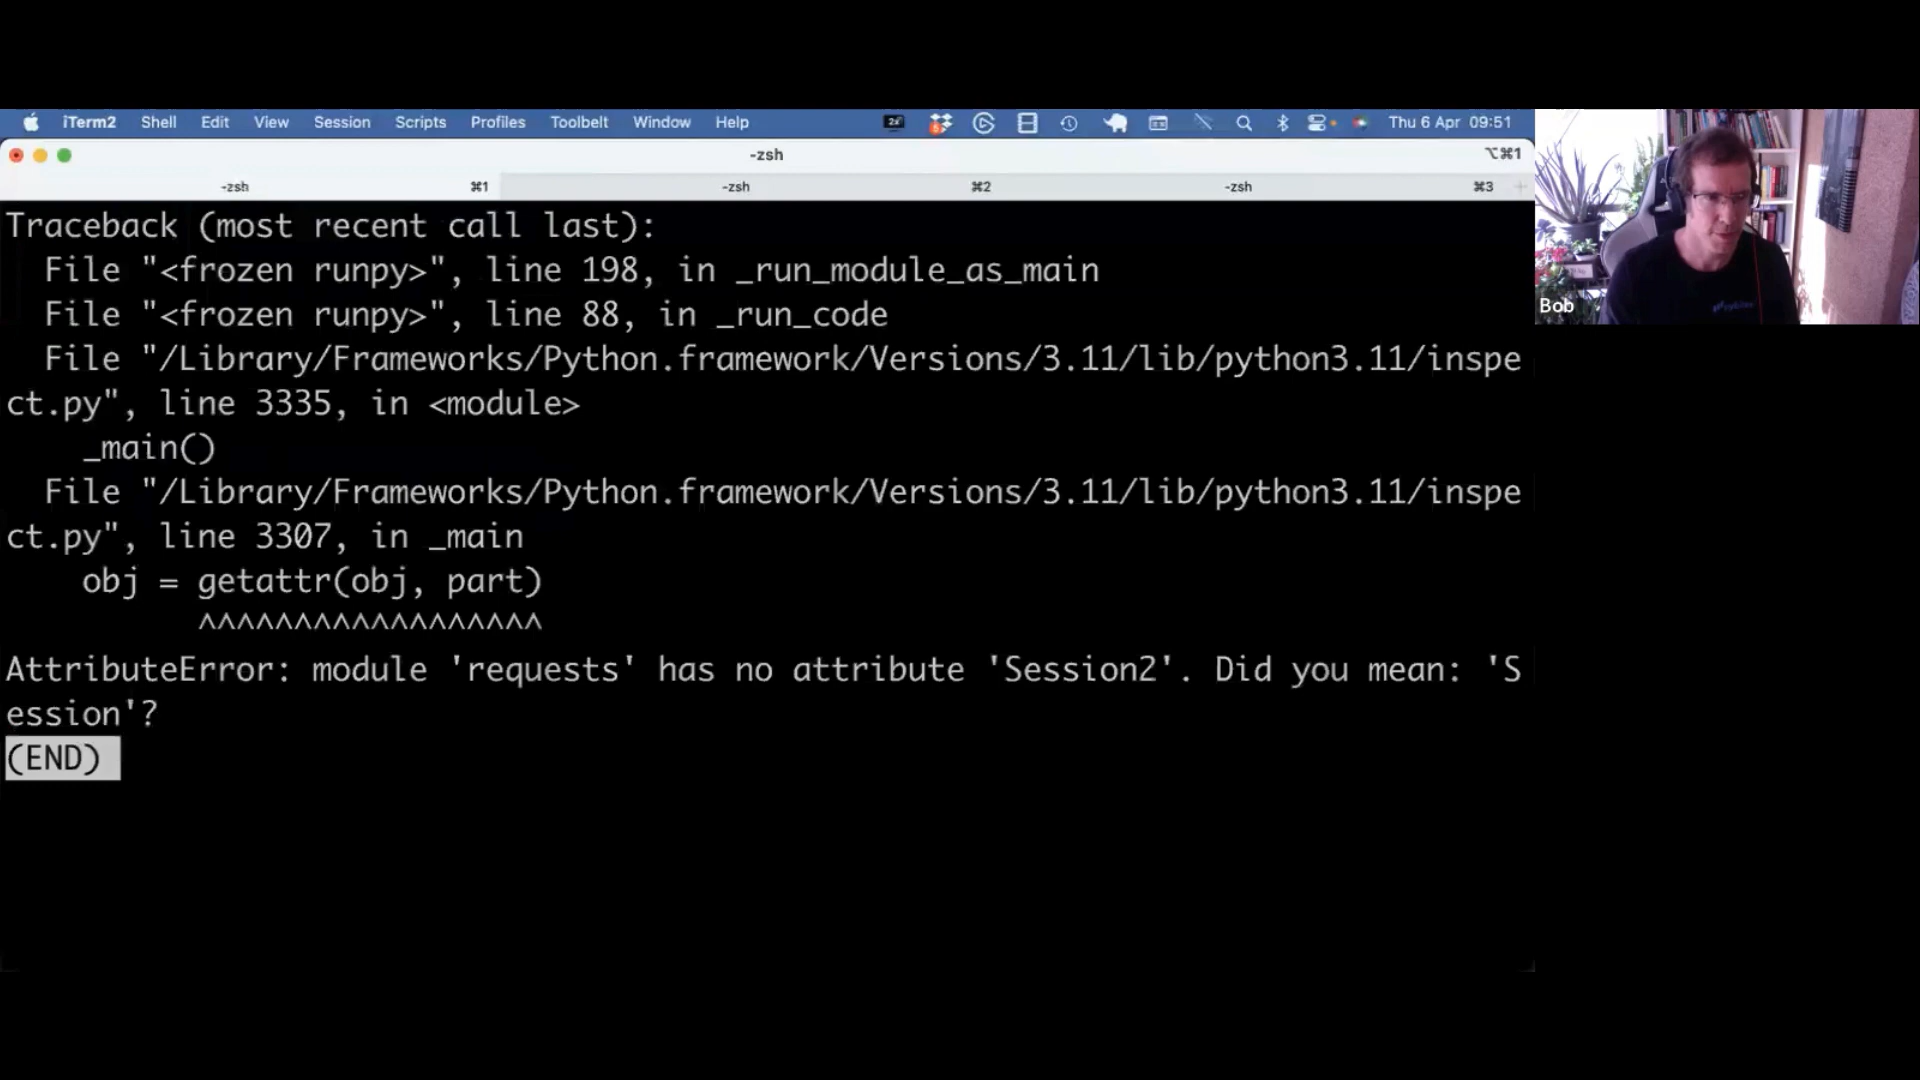 iTerm2 Shell Edit View Session Scripts Profiles Toolbelt Window Help Thu 6 Apr 09:51
-zsh ⌥⌘1
-zsh ⌘1 -zsh ⌘2 -zsh ⌘3
Traceback (most recent call last):
  File "<frozen runpy>", line 198, in _run_module_as_main
  File "<frozen runpy>", line 88, in _run_code
  File "/Library/Frameworks/Python.framework/Versions/3.11/lib/python3.11/inspe
ct.py", line 3335, in <module>
    _main()
  File "/Library/Frameworks/Python.framework/Versions/3.11/lib/python3.11/inspe
ct.py", line 3307, in _main
    obj = getattr(obj, part)
          ^^^^^^^^^^^^^^^^^^
AttributeError: module 'requests' has no attribute 'Session2'. Did you mean: 'S
ession'?
(END)
Bob